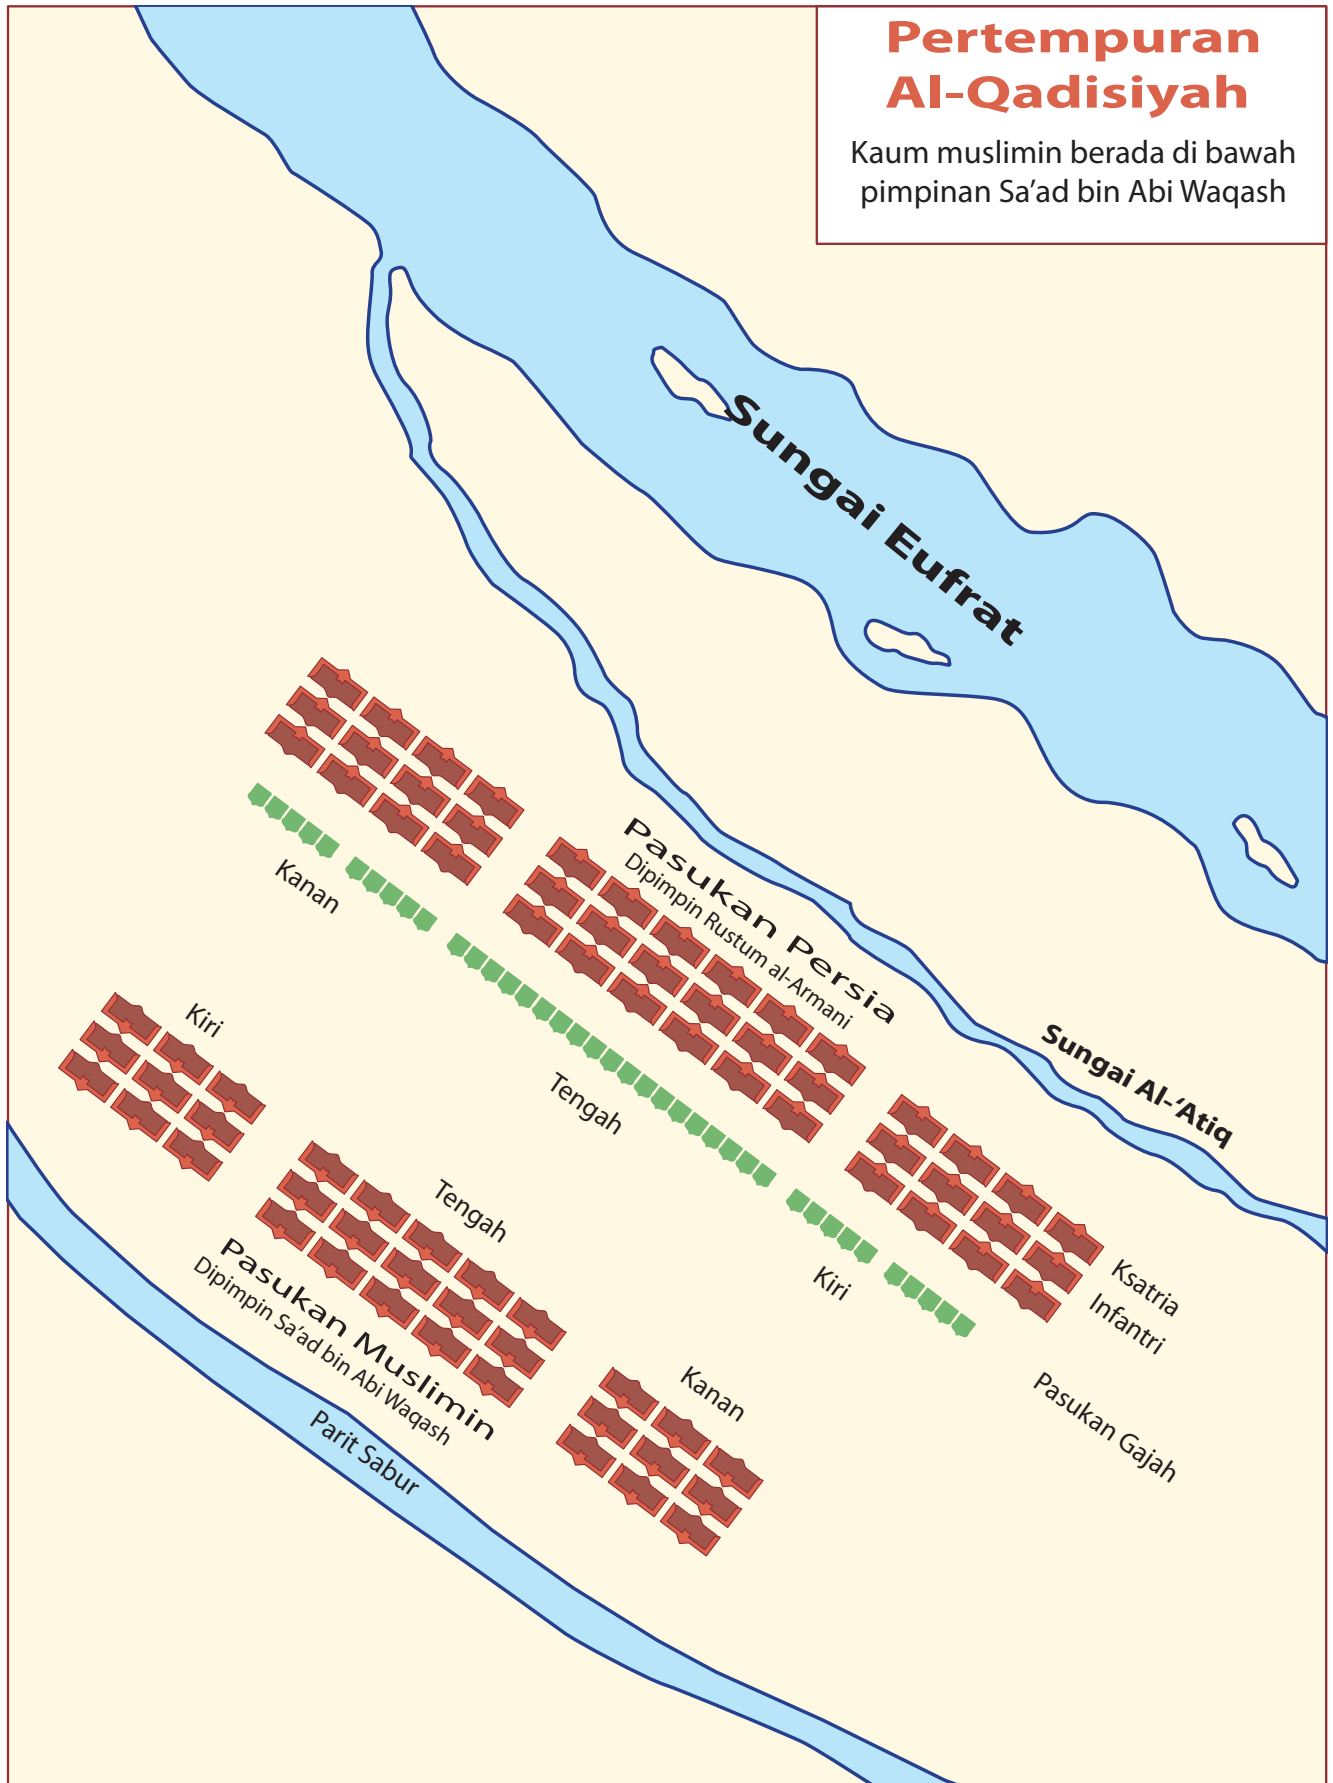 Pertempuran
Al-Qadisiyah
Kaum muslimin berada di bawah
pimpinan Sa’ad bin Abi Waqash
Sungai Eufrat
Pasukan Persia
Dipimpin Rustum al-Armani
Kanan
Kiri
Sungai Al-‘Atiq
Tengah
Tengah
Pasukan Muslimin
Dipimpin Sa’ad bin Abi Waqash
Kiri
Ksatria
Infantri
Pasukan Gajah
Kanan
Parit Sabur